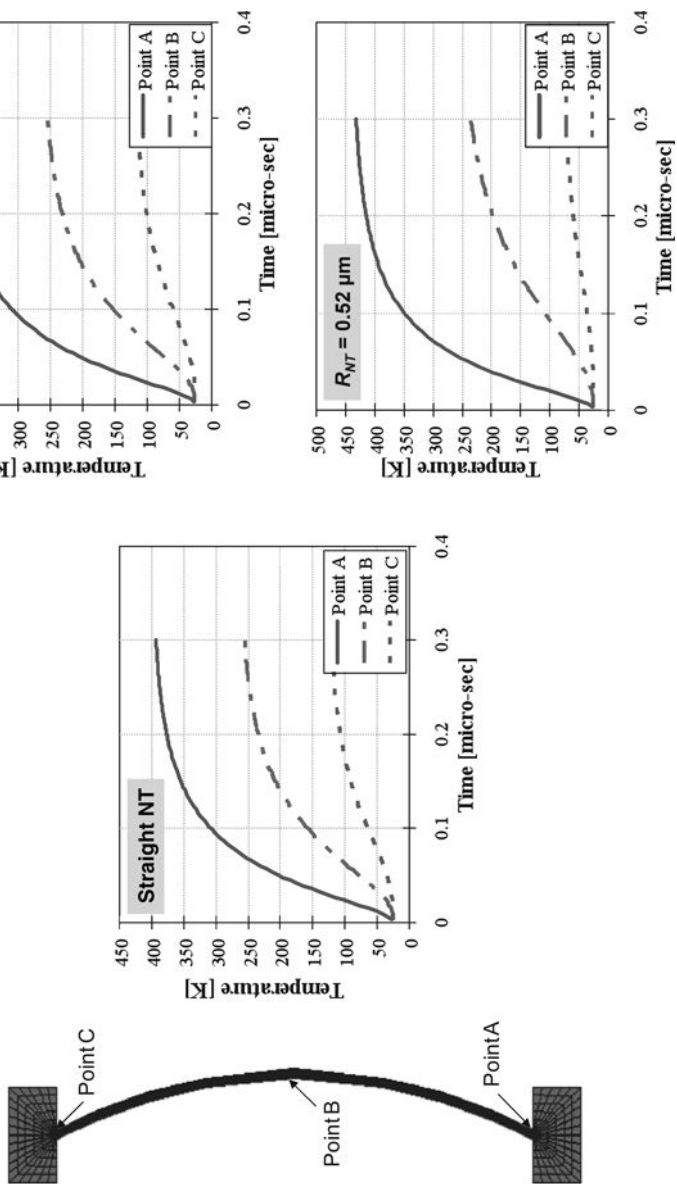 Point C
Point B
Point A
Straight NT
Temperature [K]
450
400
350
300
250
200
150
100
50
0
0
0.1
0.2
0.3
0.4
Time [micro-sec]
Point A
Point B
Point C
300
250
200
150
100
50
0
0
0.1
0.2
0.3
0.4
Time [micro-sec]
Point A
Point B
Point C
R_NT = 0.52 µm
Temperature [K]
500
450
400
350
300
250
200
150
100
50
0
0
0.1
0.2
0.3
0.4
Time [micro-sec]
Point A
Point B
Point C